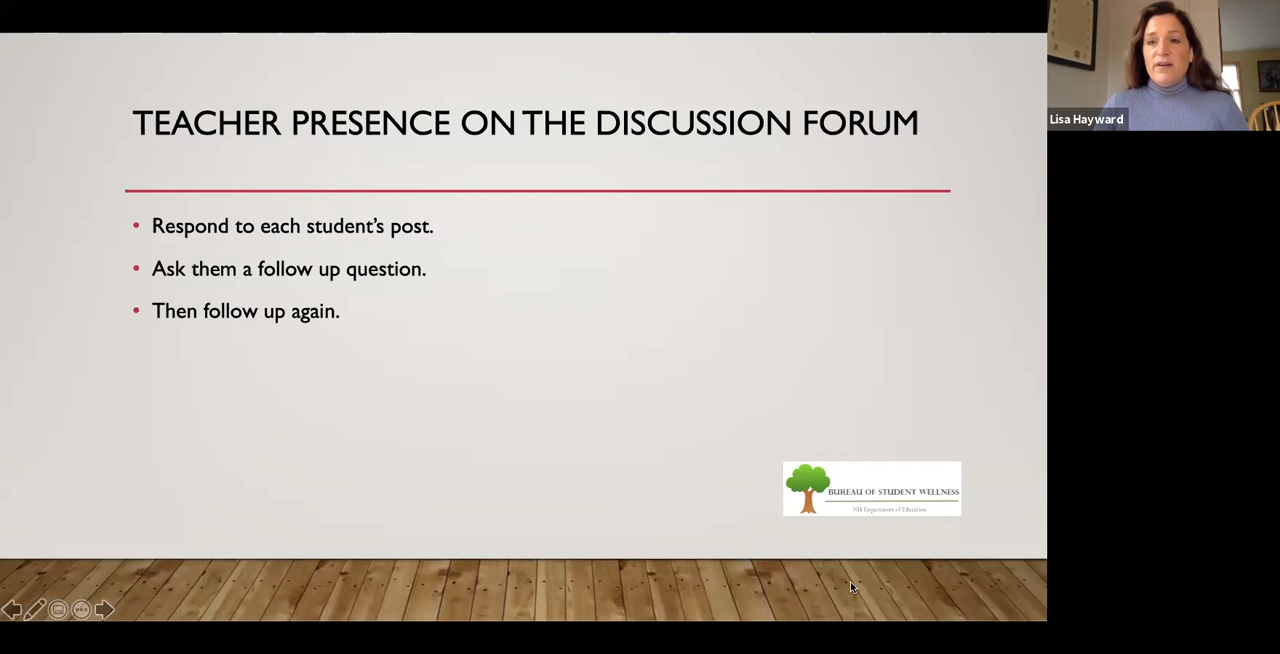 TEACHER PRESENCE ON THE DISCUSSION FORUM
• Respond to each student’s post.
• Ask them a follow up question.
• Then follow up again.
BUREAU OF STUDENT WELLNESS
NH Department of Education
Lisa Hayward